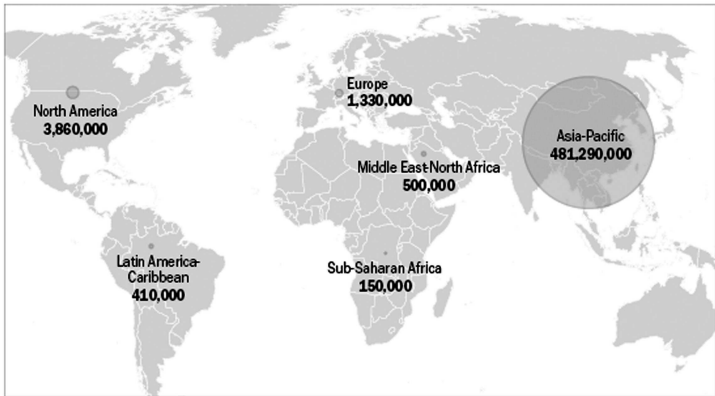 North America
3,860,000
Europe
1,330,000
Asia-Pacific
481,290,000
Middle East-North Africa
500,000
Latin America-
Caribbean
410,000
Sub-Saharan Africa
150,000